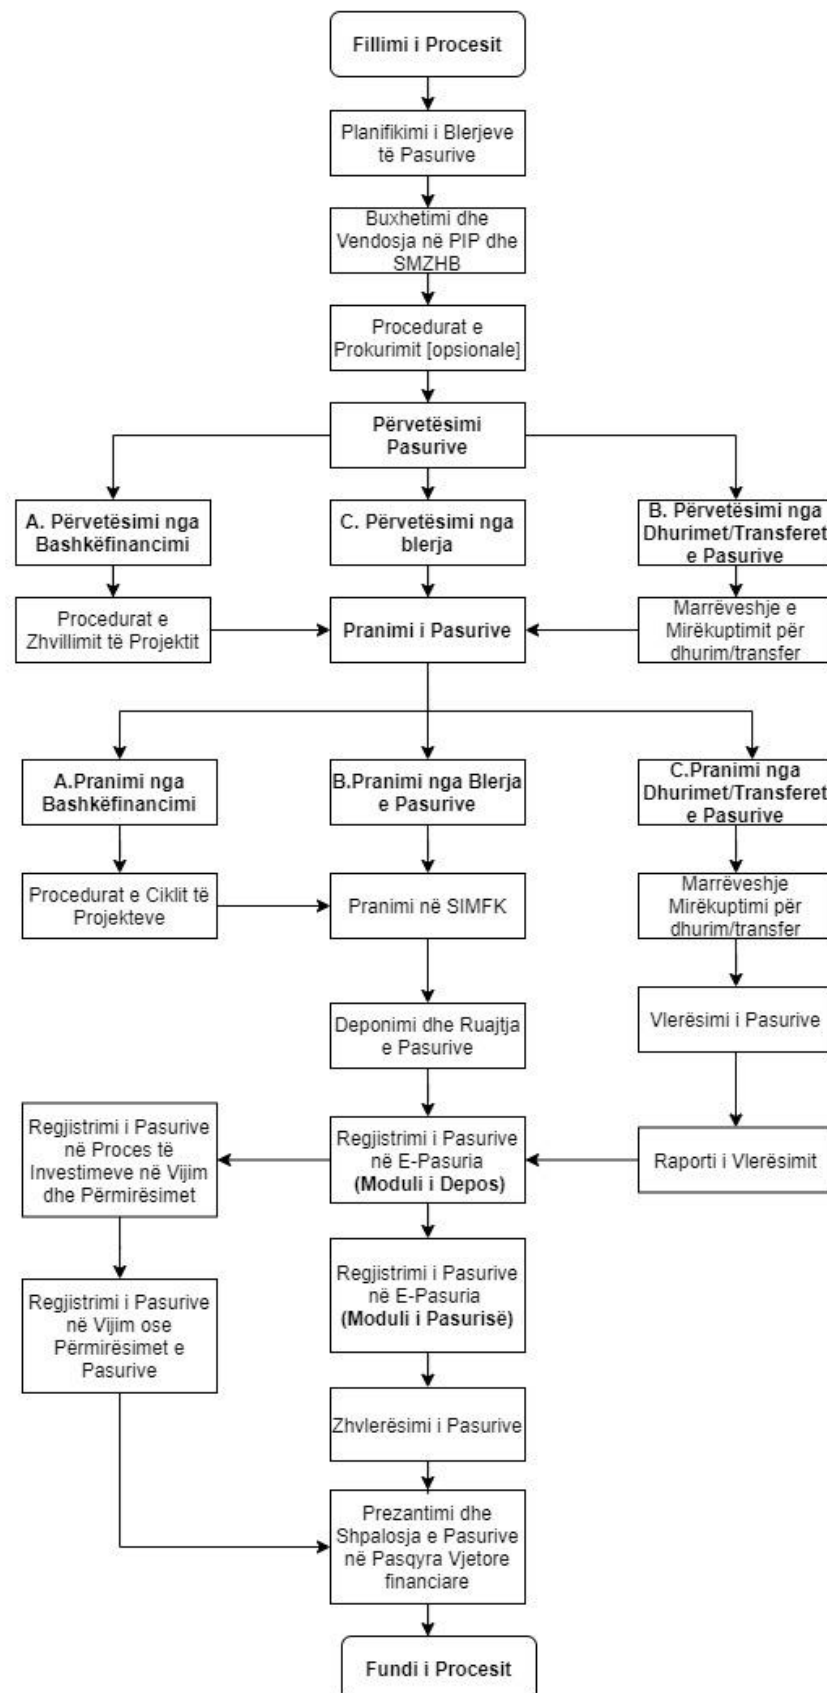 Fillimi i Procesit
Planifikimi i Blerjeve
të Pasurive
Buxhetimi dhe
Vendosja në PIP dhe
SMZHB
Procedurat e
Prokurimit [opsionale]
Përvetësimi
Pasurive
A. Përvetësimi nga
Bashkëfinancimi
C. Përvetësimi nga
blerja
B. Përvetësimi nga
Dhurimet/Transferet
e Pasurive
Procedurat e
Zhvillimit të Projektit
Pranimi i Pasurive
Marrëveshje e
Mirëkuptimit për
dhurim/transfer
A.Pranimi nga
Bashkëfinancimi
B.Pranimi nga Blerja
e Pasurive
C.Pranimi nga
Dhurimet/Transferet
e Pasurive
Procedurat e Ciklit të
Projekteve
Pranimi në SIMFK
Marrëveshje
Mirëkuptimi për
dhurim/transfer
Deponimi dhe Ruajtja
e Pasurive
Vlerësimi i Pasurive
Regjistrimi i Pasurive
në Proces të
Investimeve në Vijim
dhe Përmirësimet
Regjistrimi i Pasurive
në E-Pasuria
(Moduli i Depos)
Raporti i Vlerësimit
Regjistrimi i Pasurive
në Vijim ose
Përmirësimet e
Pasurive
Regjistrimi i Pasurive
në E-Pasuria
(Moduli i Pasurisë)
Zhvlerësimi i Pasurive
Prezantimi dhe
Shpalosja e Pasurive
në Pasqyra Vjetore
financiare
Fundi i Procesit